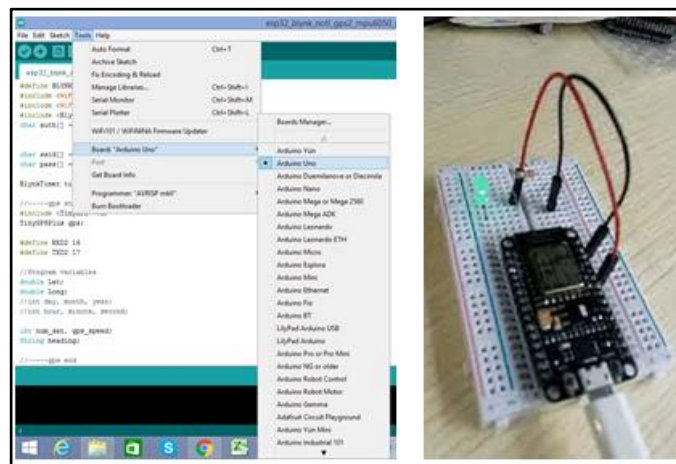 esp32_blynk_noti_gps2_mpu6050
File Edit Sketch Tools Help
Auto Format Ctrl+T
Archive Sketch
Fix Encoding & Reload
Manage Libraries... Ctrl+Shift+I
Serial Monitor Ctrl+Shift+M
Serial Plotter Ctrl+Shift+L
WiFi101 / WiFiNINA Firmware Updater
Board: "Arduino Uno"
Port
Get Board Info
Programmer: "AVRISP mkII"
Burn Bootloader
Boards Manager...
Arduino Yún
Arduino Uno
Arduino Duemilanove or Diecimila
Arduino Nano
Arduino Mega or Mega 2560
Arduino Mega ADK
Arduino Leonardo
Arduino Leonardo ETH
Arduino Micro
Arduino Esplora
Arduino Mini
Arduino Ethernet
Arduino Fio
Arduino BT
LilyPad Arduino USB
LilyPad Arduino
Arduino Pro or Pro Mini
Arduino NG or older
Arduino Robot Control
Arduino Robot Motor
Arduino Gemma
Adafruit Circuit Playground
Arduino Yún Mini
Arduino Industrial 101
#define BLYNK
#include
#include
#include
char auth[] =
char ssid[] =
char pass[] =
BlynkTimer
#include
TinyGPSPlus gps;
#define RXD2 16
#define TXD2 17
//Program variables
double Lat;
double Long;
//int day, month, year;
//int hour, minute, second;
int num_sat, gps_speed;
String heading;
//-----gps end